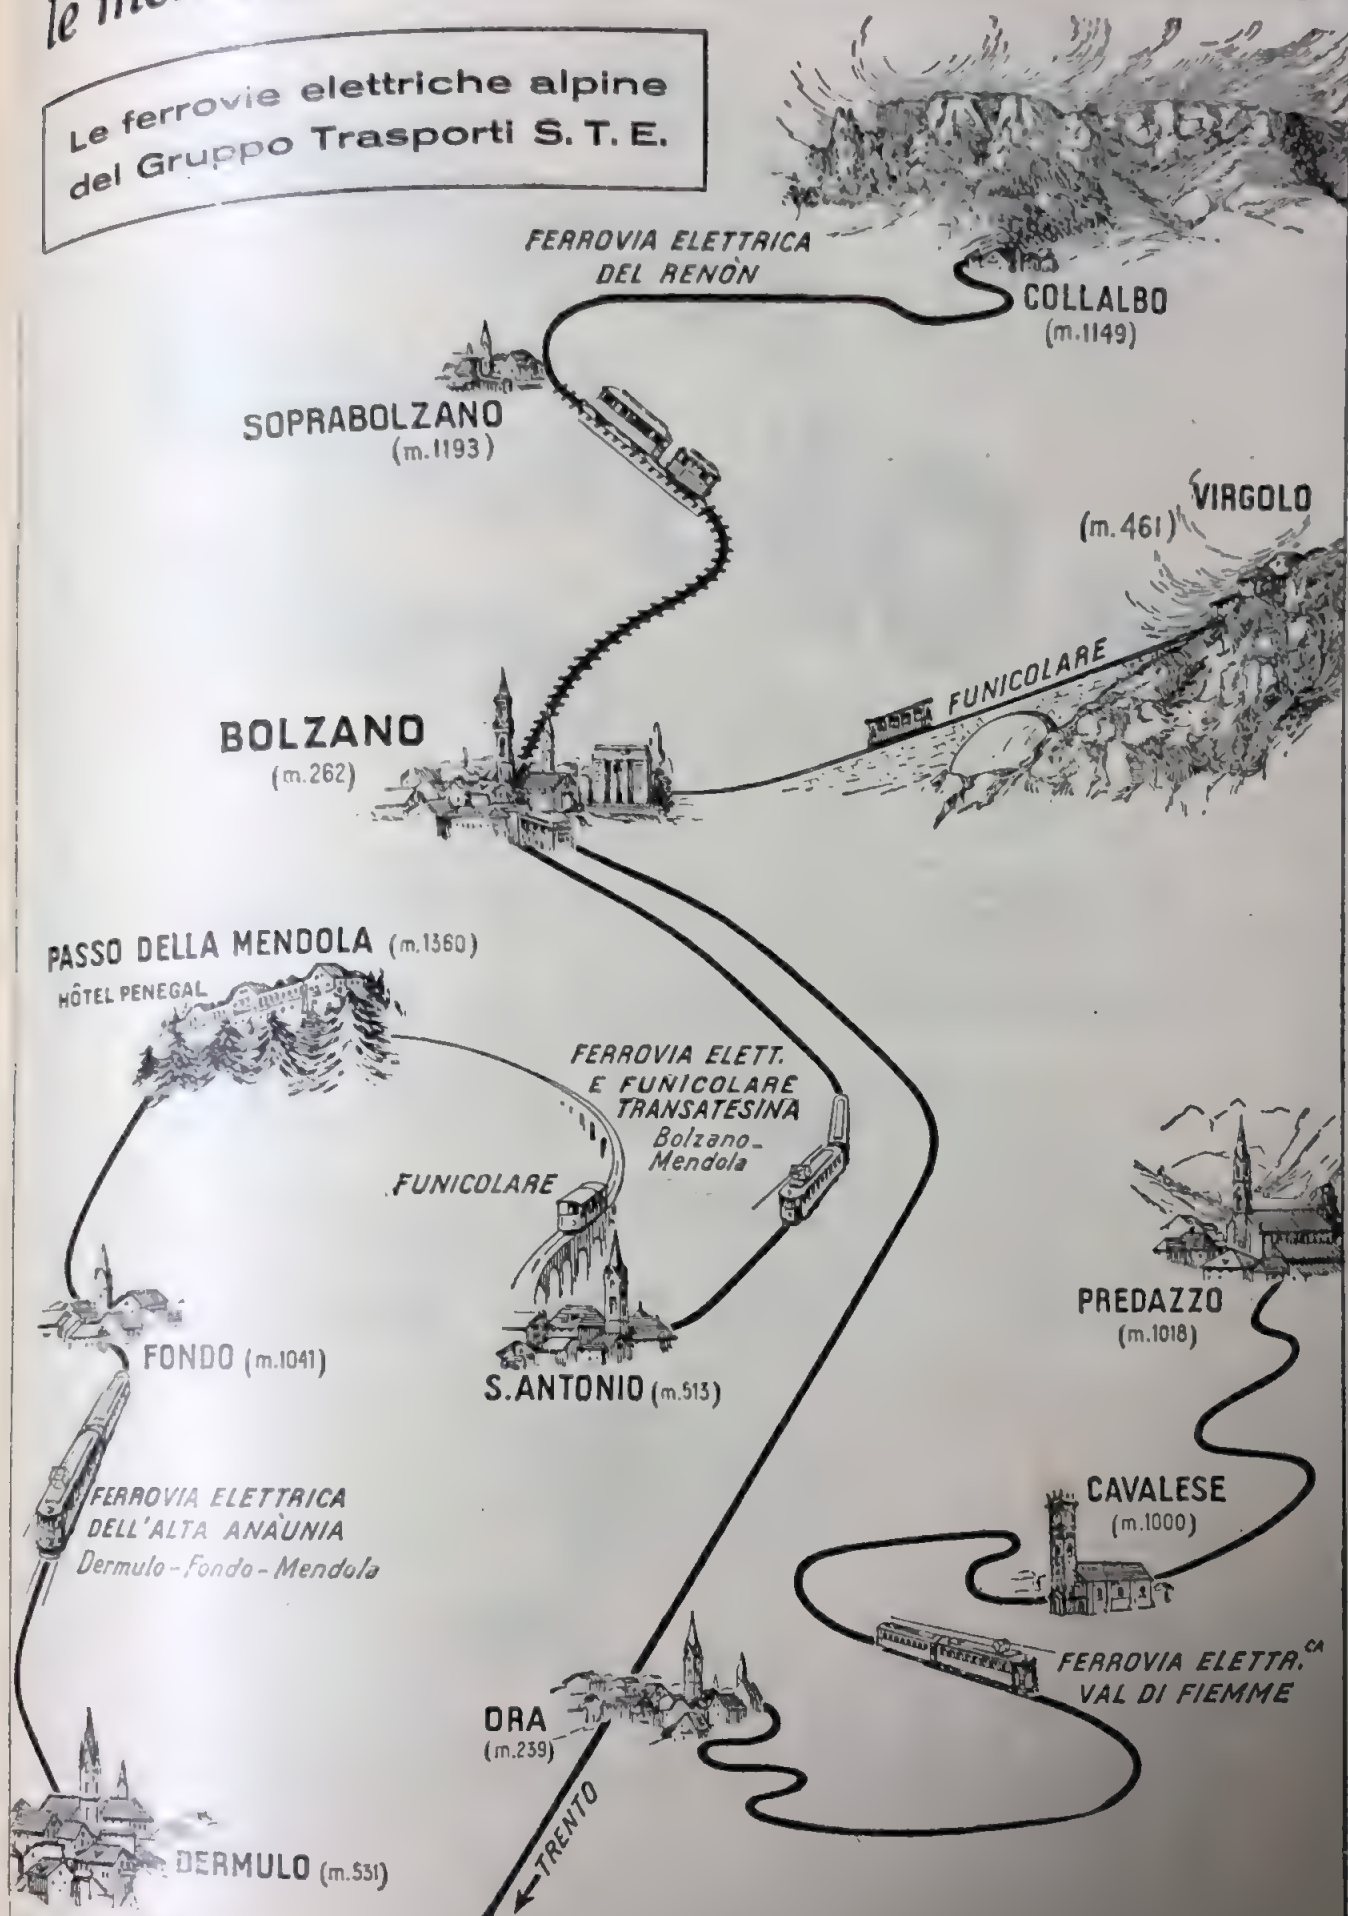 Le ferrovie elettriche alpine
del Gruppo Trasporti S. T. E.
FERROVIA ELETTRICA
DEL RENÒN
COLLALBO
(m.1149)
SOPRABOLZANO
(m.1193)
VIRGOLO
(m.461)
FUNICOLARE
BOLZANO
(m.262)
PASSO DELLA MENDOLA (m.1360)
HÔTEL PENEGAL
FERROVIA ELETT.
E FUNICOLARE
TRANSATESINA
Bolzano-
Mendola
FUNICOLARE
PREDAZZO
(m.1018)
FONDO (m.1041)
S.ANTONIO (m.513)
CAVALESE
(m.1000)
FERROVIA ELETTRICA
DELL'ALTA ANÀUNIA
Dermulo-Fondo-Mendola
FERROVIA ELETTR.CA
VAL DI FIEMME
ORA
(m.239)
TRENTO
DERMULO (m.531)